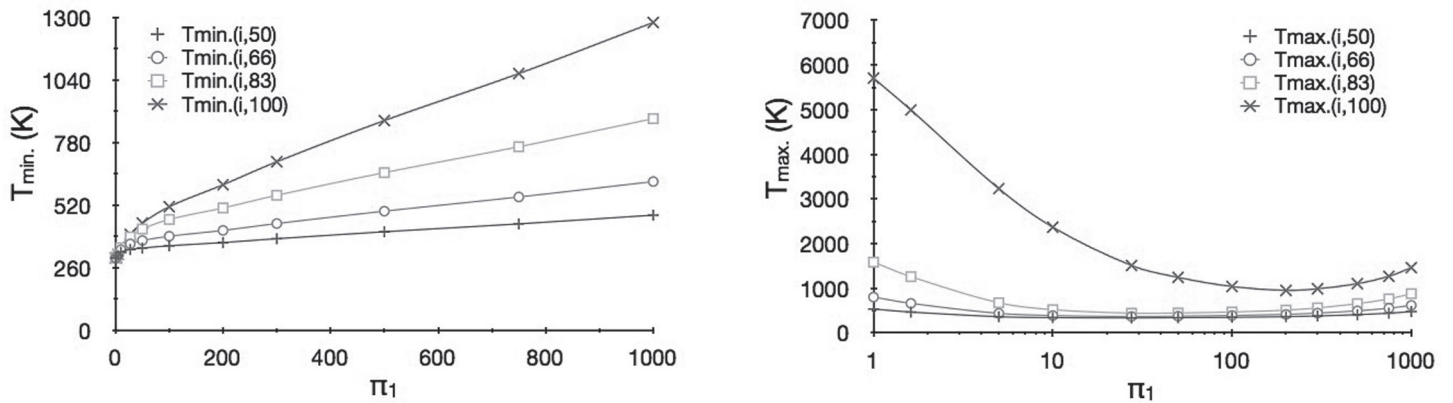 1300
1040
780
520
260
0
Tmin. (K)
Tmin.(i,50)
Tmin.(i,66)
Tmin.(i,83)
Tmin.(i,100)
0 200 400 600 800 1000
π1
7000
6000
5000
4000
3000
2000
1000
0
Tmax. (K)
Tmax.(i,50)
Tmax.(i,66)
Tmax.(i,83)
Tmax.(i,100)
1 10 100 1000
π1